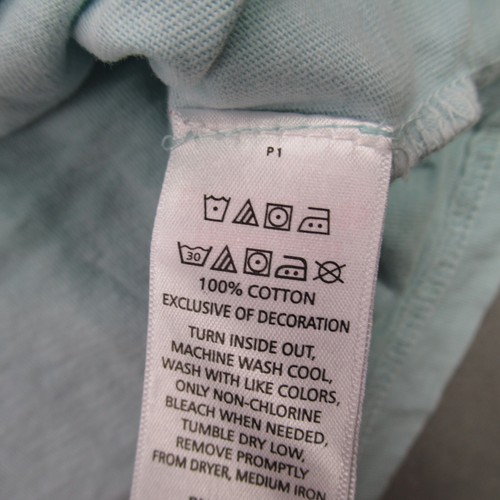 P1
30
100% COTTON
EXCLUSIVE OF DECORATION
TURN INSIDE OUT,
MACHINE WASH COOL,
WASH WITH LIKE COLORS,
ONLY NON-CHLORINE
BLEACH WHEN NEEDED,
TUMBLE DRY LOW,
REMOVE PROMPTLY
FROM DRYER, MEDIUM IRON